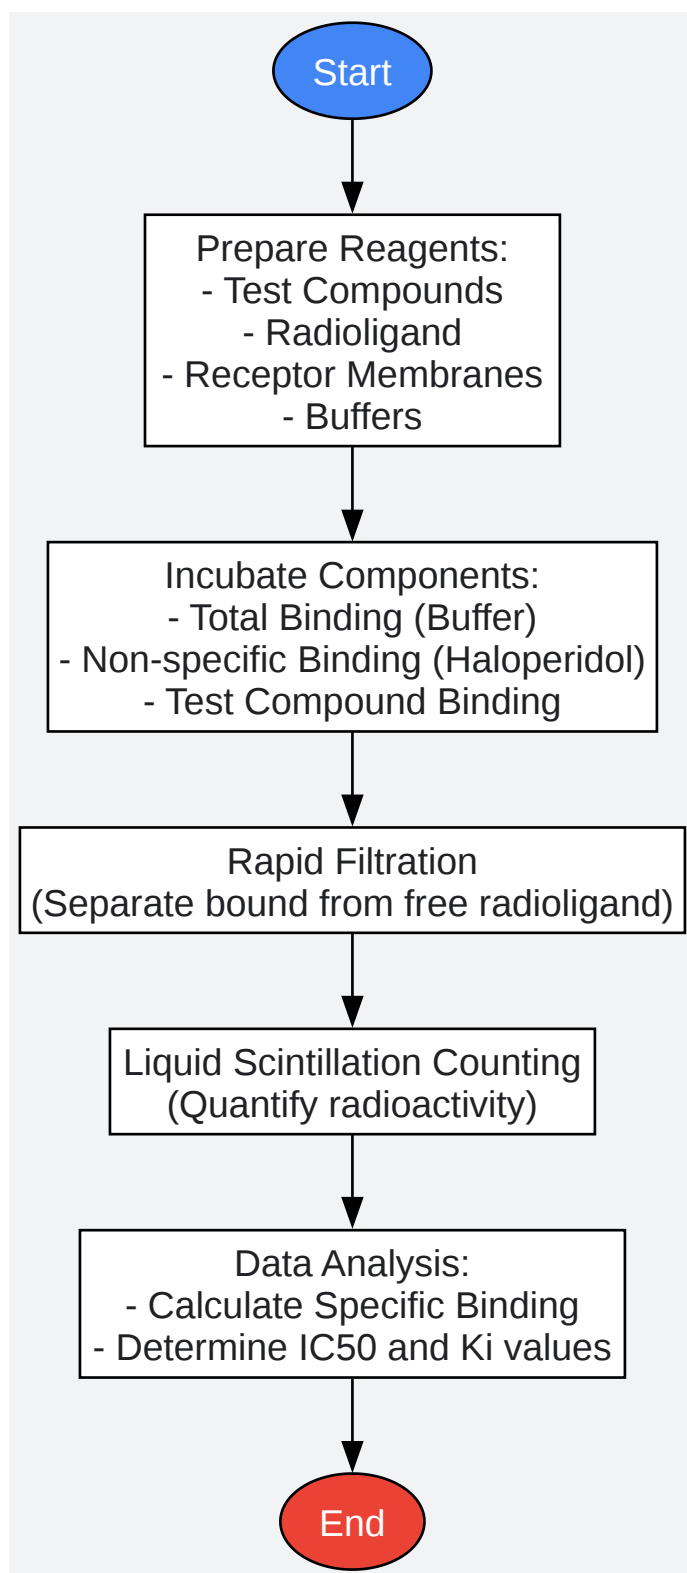 Start
Prepare Reagents:
- Test Compounds
- Radioligand
- Receptor Membranes
- Buffers
Incubate Components:
- Total Binding (Buffer)
- Non-specific Binding (Haloperidol)
- Test Compound Binding
Rapid Filtration
(Separate bound from free radioligand)
Liquid Scintillation Counting
(Quantify radioactivity)
Data Analysis:
- Calculate Specific Binding
- Determine IC50 and Ki values
End